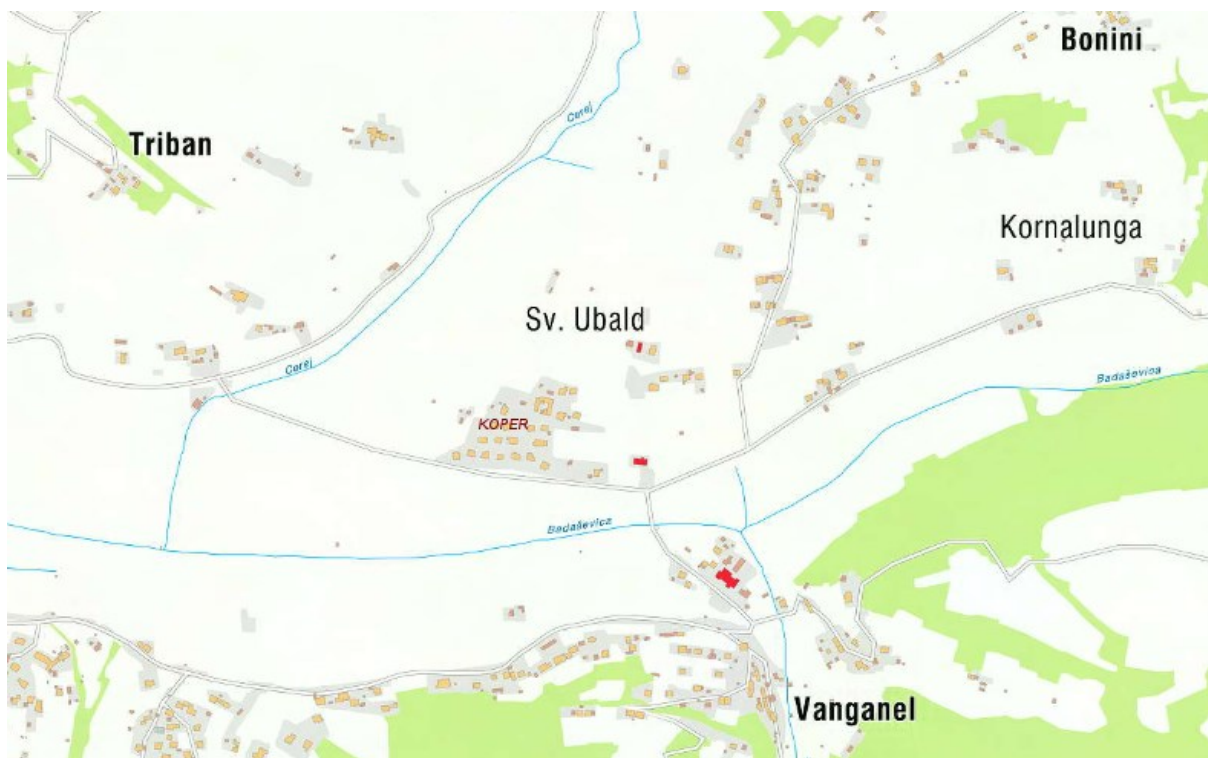 Bonini
Cerej
Triban
Kornalunga
Sv. Ubald
Cerej
Badaševica
KOPER
Badaševica
Vanganel